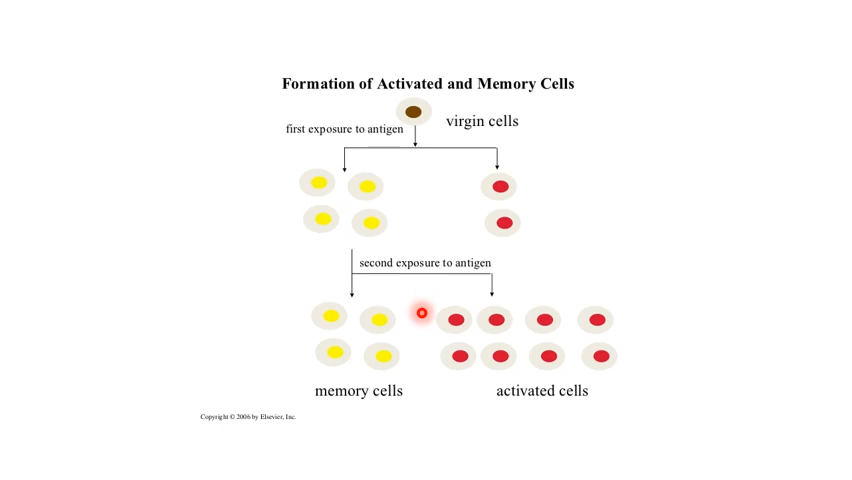 Formation of Activated and Memory Cells
virgin cells
first exposure to antigen
second exposure to antigen
memory cells
activated cells
Copyright © 2006 by Elsevier, Inc.